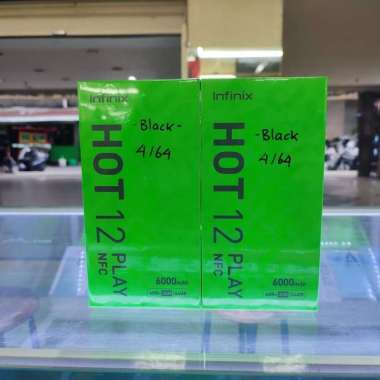 Infinix
-Black-
4/64
HOT 12 PLAY
NFC
6000mAh
Infinix
-Black-
4/64
HOT 12 PLAY
NFC
6000mAh